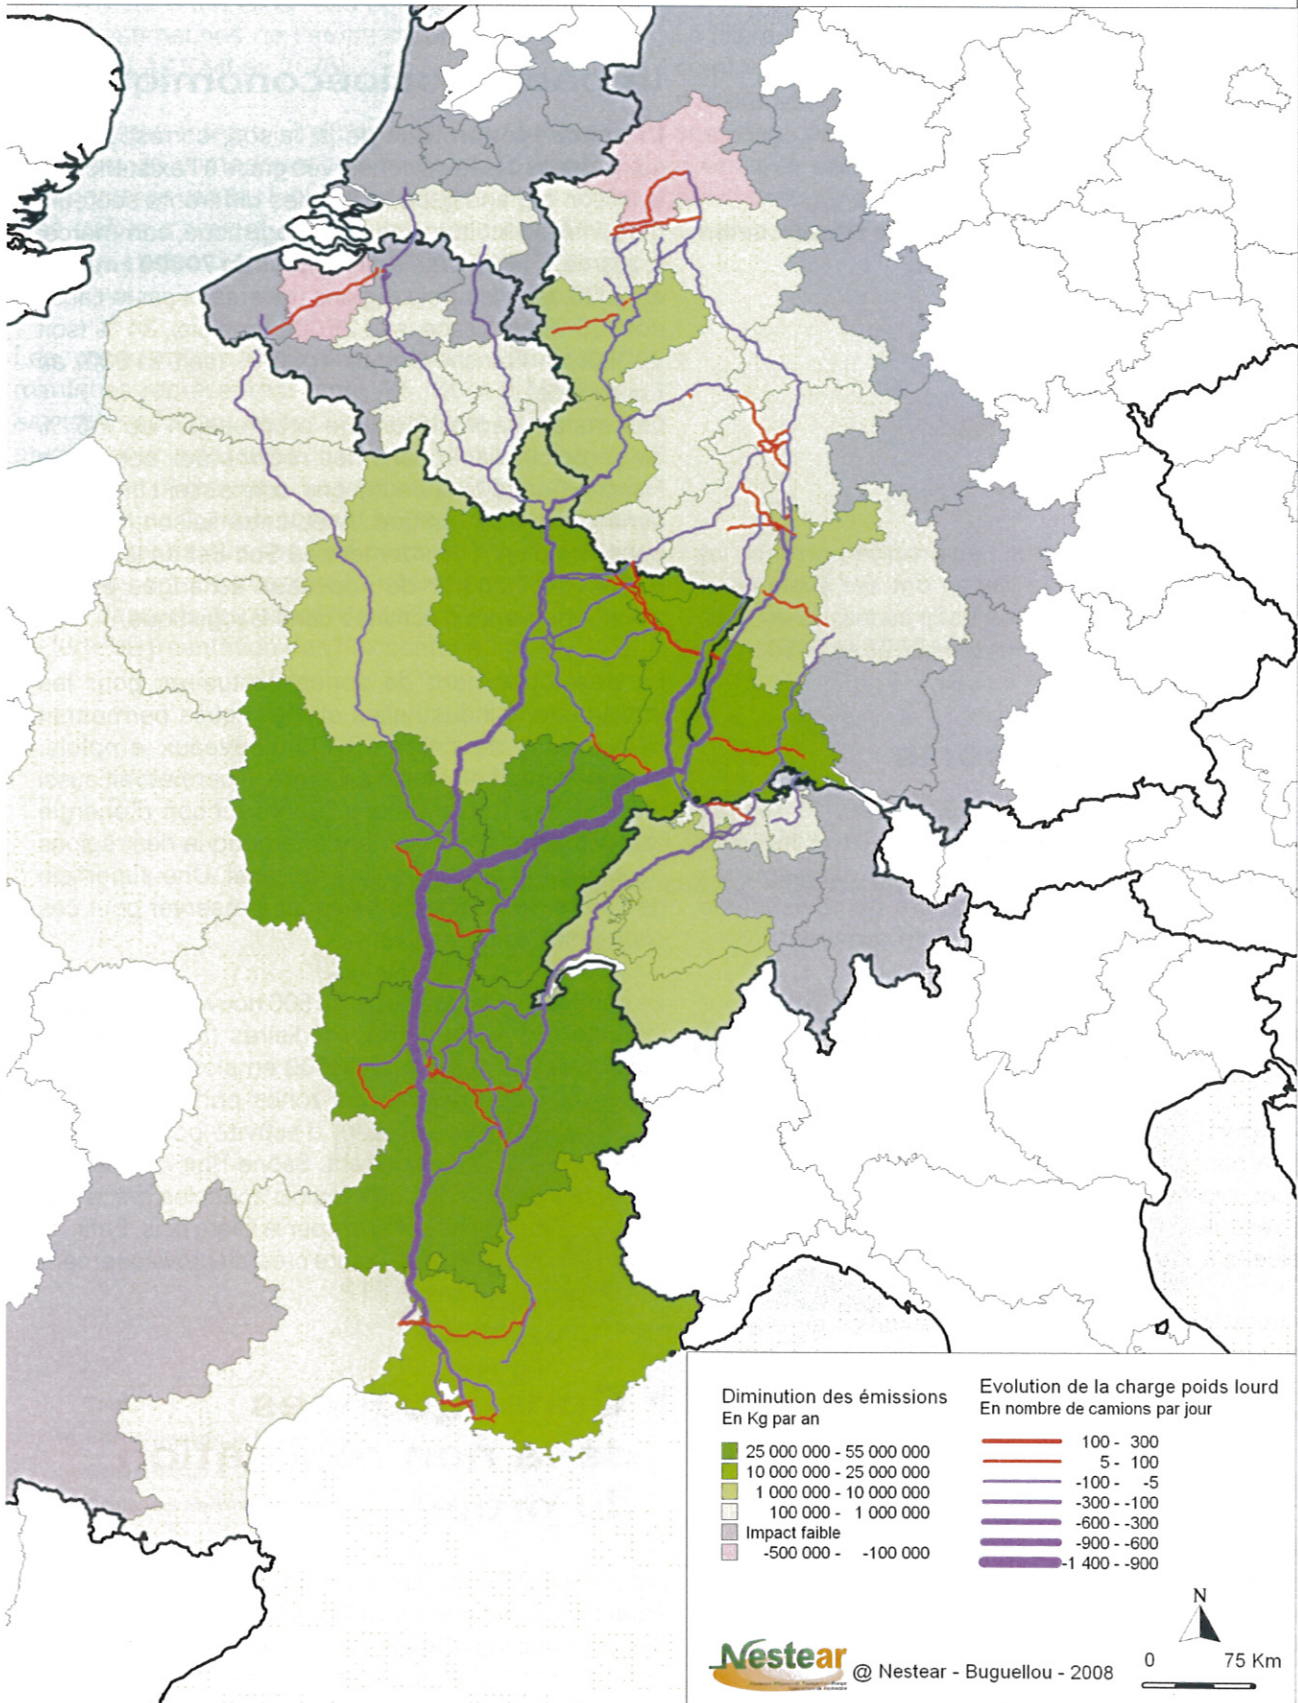 Diminution des émissions
En Kg par an
25 000 000 - 55 000 000
10 000 000 - 25 000 000
1 000 000 - 10 000 000
100 000 - 1 000 000
Impact faible
-500 000 - -100 000
Evolution de la charge poids lourd
En nombre de camions par jour
100 - 300
5 - 100
-100 - -5
-300 - -100
-600 - -300
-900 - -600
-1 400 - -900
N
0 75 Km
Nestear
@ Nestear - Buguellou - 2008